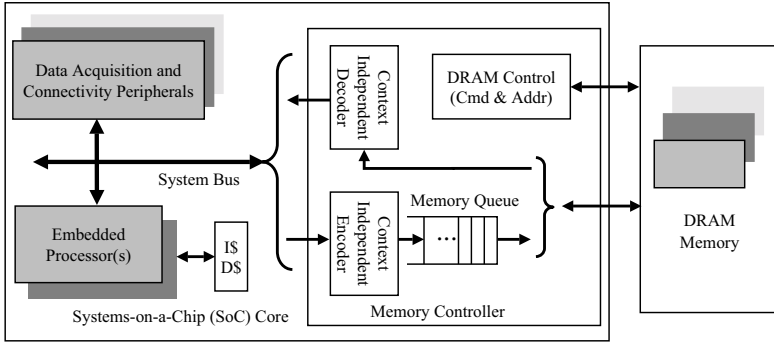 Data Acquisition and
Connectivity Peripherals
System Bus
Embedded
Processor(s)
I$
D$
Systems-on-a-Chip (SoC) Core
Context
Independent
Decoder
DRAM Control
(Cmd & Addr)
Context
Independent
Encoder
Memory Queue
...
Memory Controller
DRAM
Memory